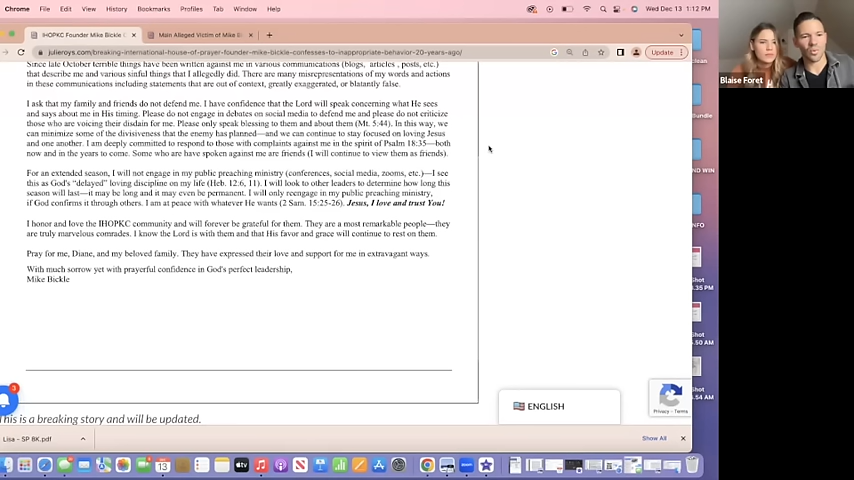 Chrome File Edit View History Bookmarks Profiles Tab Window Help Wed Dec 13 1:12 PM
IHOPKC Founder Mike Bickle C × Main Alleged Victim of Mike B × +
julieroys.com/breaking-international-house-of-prayer-founder-mike-bickle-confesses-to-inappropriate-behavior-20-years-ago/
Update
Blaise Foret
Since late October terrible things have been written against me in various communications (blogs, articles , posts, etc.)
that describe me and various sinful things that I allegedly did. There are many misrepresentations of my words and actions
in these communications including statements that are out of context, greatly exaggerated, or blatantly false.
I ask that my family and friends do not defend me. I have confidence that the Lord will speak concerning what He sees
and says about me in His timing. Please do not engage in debates on social media to defend me and please do not criticize
those who are voicing their disdain for me. Please only speak blessing to them and about them (Mt. 5:44). In this way, we
can minimize some of the divisiveness that the enemy has planned—and we can continue to stay focused on loving Jesus
and one another. I am deeply committed to respond to those with complaints against me in the spirit of Psalm 18:35—both
now and in the years to come. Some who have spoken against me are friends (I will continue to view them as friends).
For an extended season, I will not engage in my public preaching ministry (conferences, social media, zooms, etc.)—I see
this as God's "delayed" loving discipline on my life (Heb. 12:6, 11). I will look to other leaders to determine how long this
season will last—it may be long and it may even be permanent. I will only reengage in my public preaching ministry,
if God confirms it through others. I am at peace with whatever He wants (2 Sam. 15:25-26). Jesus, I love and trust You!
I honor and love the IHOPKC community and will forever be grateful for them. They are a most remarkable people—they
are truly marvelous comrades. I know the Lord is with them and that His favor and grace will continue to rest on them.
Pray for me, Diane, and my beloved family. They have expressed their love and support for me in extravagant ways.
With much sorrow yet with prayerful confidence in God's perfect leadership,
Mike Bickle
3
ENGLISH
Privacy - Terms
This is a breaking story and will be updated.
Lisa - SP 8K.pdf
Show All
13